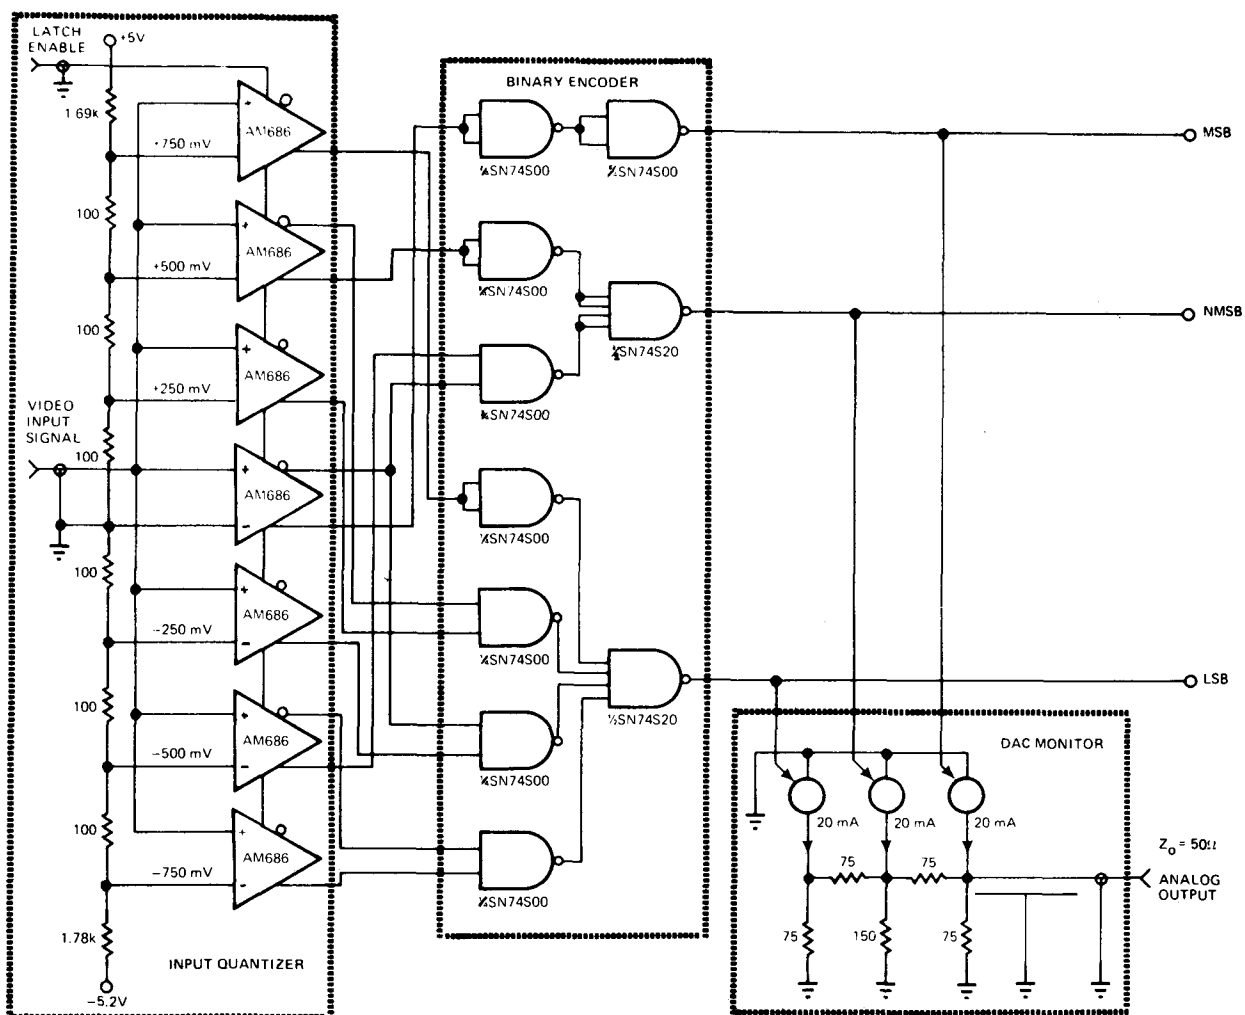 LATCH
ENABLE
+5V
1 69k
+
AM686
+750 mV
100
+
AM686
+500 mV
100
+
AM686
+250 mV
VIDEO
INPUT
SIGNAL
100
+
AM686
−
100
+
AM686
−250 mV
−
100
+
AM686
−500 mV
−
100
+
AM686
−750 mV
−
1.78k
INPUT QUANTIZER
−5.2V
BINARY ENCODER
¼SN74S00
¼SN74S00
¼SN74S00
½SN74S20
¼SN74S00
¼SN74S00
¼SN74S00
½SN74S20
¼SN74S00
¼SN74S00
MSB
NMSB
LSB
DAC MONITOR
20 mA
20 mA
20 mA
75
75
75
150
75
Z₀ = 50Ω
ANALOG
OUTPUT